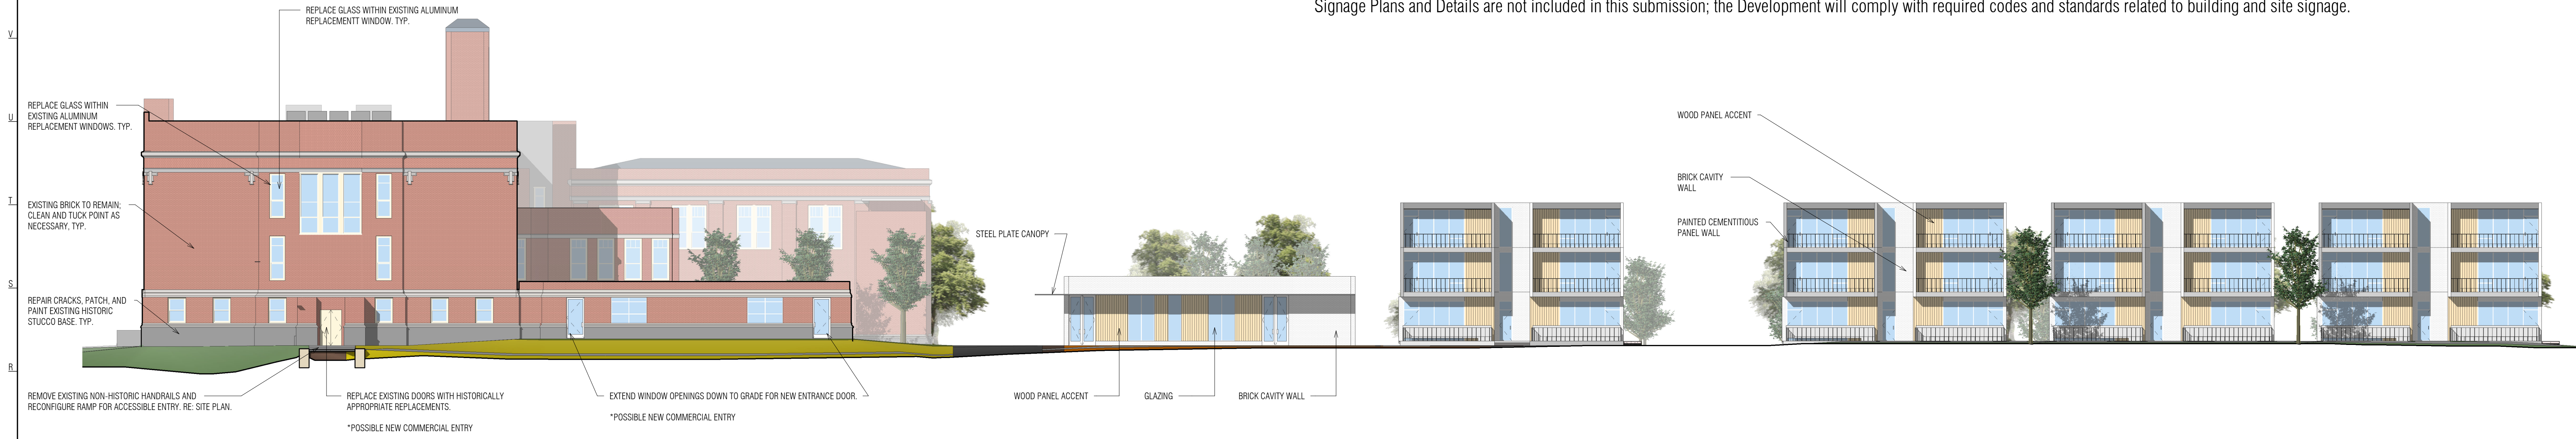 Signage Plans and Details are not included in this submission; the Development will comply with required codes and standards related to building and site signage.
REPLACE GLASS WITHIN EXISTING ALUMINUM
REPLACEMENTT WINDOW. TYP.
V
U
T
S
R
REPLACE GLASS WITHIN
EXISTING ALUMINUM
REPLACEMENT WINDOWS. TYP.
EXISTING BRICK TO REMAIN;
CLEAN AND TUCK POINT AS
NECESSARY, TYP.
REPAIR CRACKS, PATCH, AND
PAINT EXISTING HISTORIC
STUCCO BASE. TYP.
REMOVE EXISTING NON-HISTORIC HANDRAILS AND
RECONFIGURE RAMP FOR ACCESSIBLE ENTRY. RE: SITE PLAN.
REPLACE EXISTING DOORS WITH HISTORICALLY
APPROPRIATE REPLACEMENTS.
*POSSIBLE NEW COMMERCIAL ENTRY
EXTEND WINDOW OPENINGS DOWN TO GRADE FOR NEW ENTRANCE DOOR.
*POSSIBLE NEW COMMERCIAL ENTRY
STEEL PLATE CANOPY
WOOD PANEL ACCENT
GLAZING
BRICK CAVITY WALL
WOOD PANEL ACCENT
BRICK CAVITY
WALL
PAINTED CEMENTITIOUS
PANEL WALL